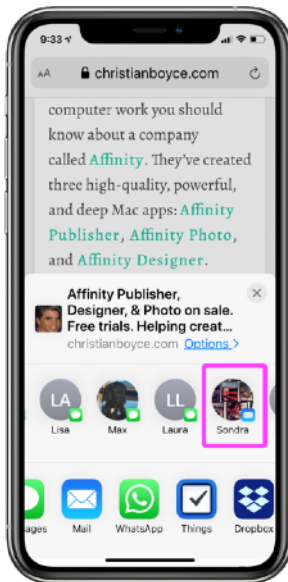 9:33
AA christianboyce.com
computer work you should
know about a company
called Affinity. They've created
three high-quality, powerful,
and deep Mac apps: Affinity
Publisher, Affinity Photo,
and Affinity Designer.
Affinity Publisher,
Designer, & Photo on sale.
Free trials. Helping creat...
christianboyce.com Options >
LA LL
Lisa Max Laura Sondra
ages Mail WhatsApp Things Dropbox